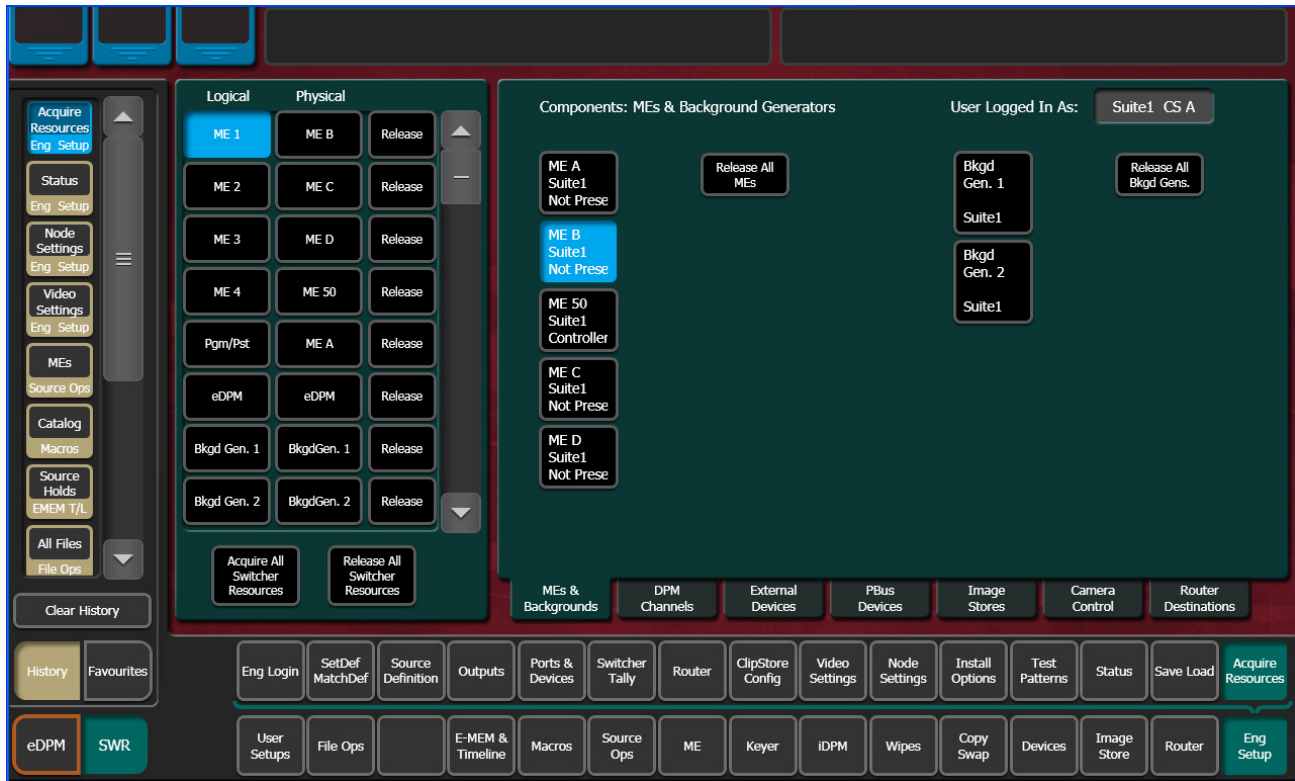 Acquire
Resources
Eng Setup
Status
Eng Setup
Node
Settings
Eng Setup
Video
Settings
Eng Setup
MEs
Source Ops
Catalog
Macros
Source
Holds
EMEM T/L
All Files
File Ops
Clear History
History
Favourites
eDPM
SWR
Logical Physical
ME 1 ME B Release
ME 2 ME C Release
ME 3 ME D Release
ME 4 ME 50 Release
Pgm/Pst ME A Release
eDPM eDPM Release
Bkgd Gen. 1 BkgdGen. 1 Release
Bkgd Gen. 2 BkgdGen. 2 Release
Acquire All
Switcher
Resources
Release All
Switcher
Resources
Components: MEs & Background Generators
User Logged In As: Suite1 CS A
ME A
Suite1
Not Prese
ME B
Suite1
Not Prese
ME 50
Suite1
Controller
ME C
Suite1
Not Prese
ME D
Suite1
Not Prese
Release All
MEs
Bkgd
Gen. 1
Suite1
Bkgd
Gen. 2
Suite1
Release All
Bkgd Gens.
MEs &
Backgrounds
DPM
Channels
External
Devices
PBus
Devices
Image
Stores
Camera
Control
Router
Destinations
Eng Login
SetDef
MatchDef
Source
Definition
Outputs
Ports &
Devices
Switcher
Tally
Router
ClipStore
Config
Video
Settings
Node
Settings
Install
Options
Test
Patterns
Status
Save Load
Acquire
Resources
User
Setups
File Ops
E-MEM &
Timeline
Macros
Source
Ops
ME
Keyer
iDPM
Wipes
Copy
Swap
Devices
Image
Store
Router
Eng
Setup